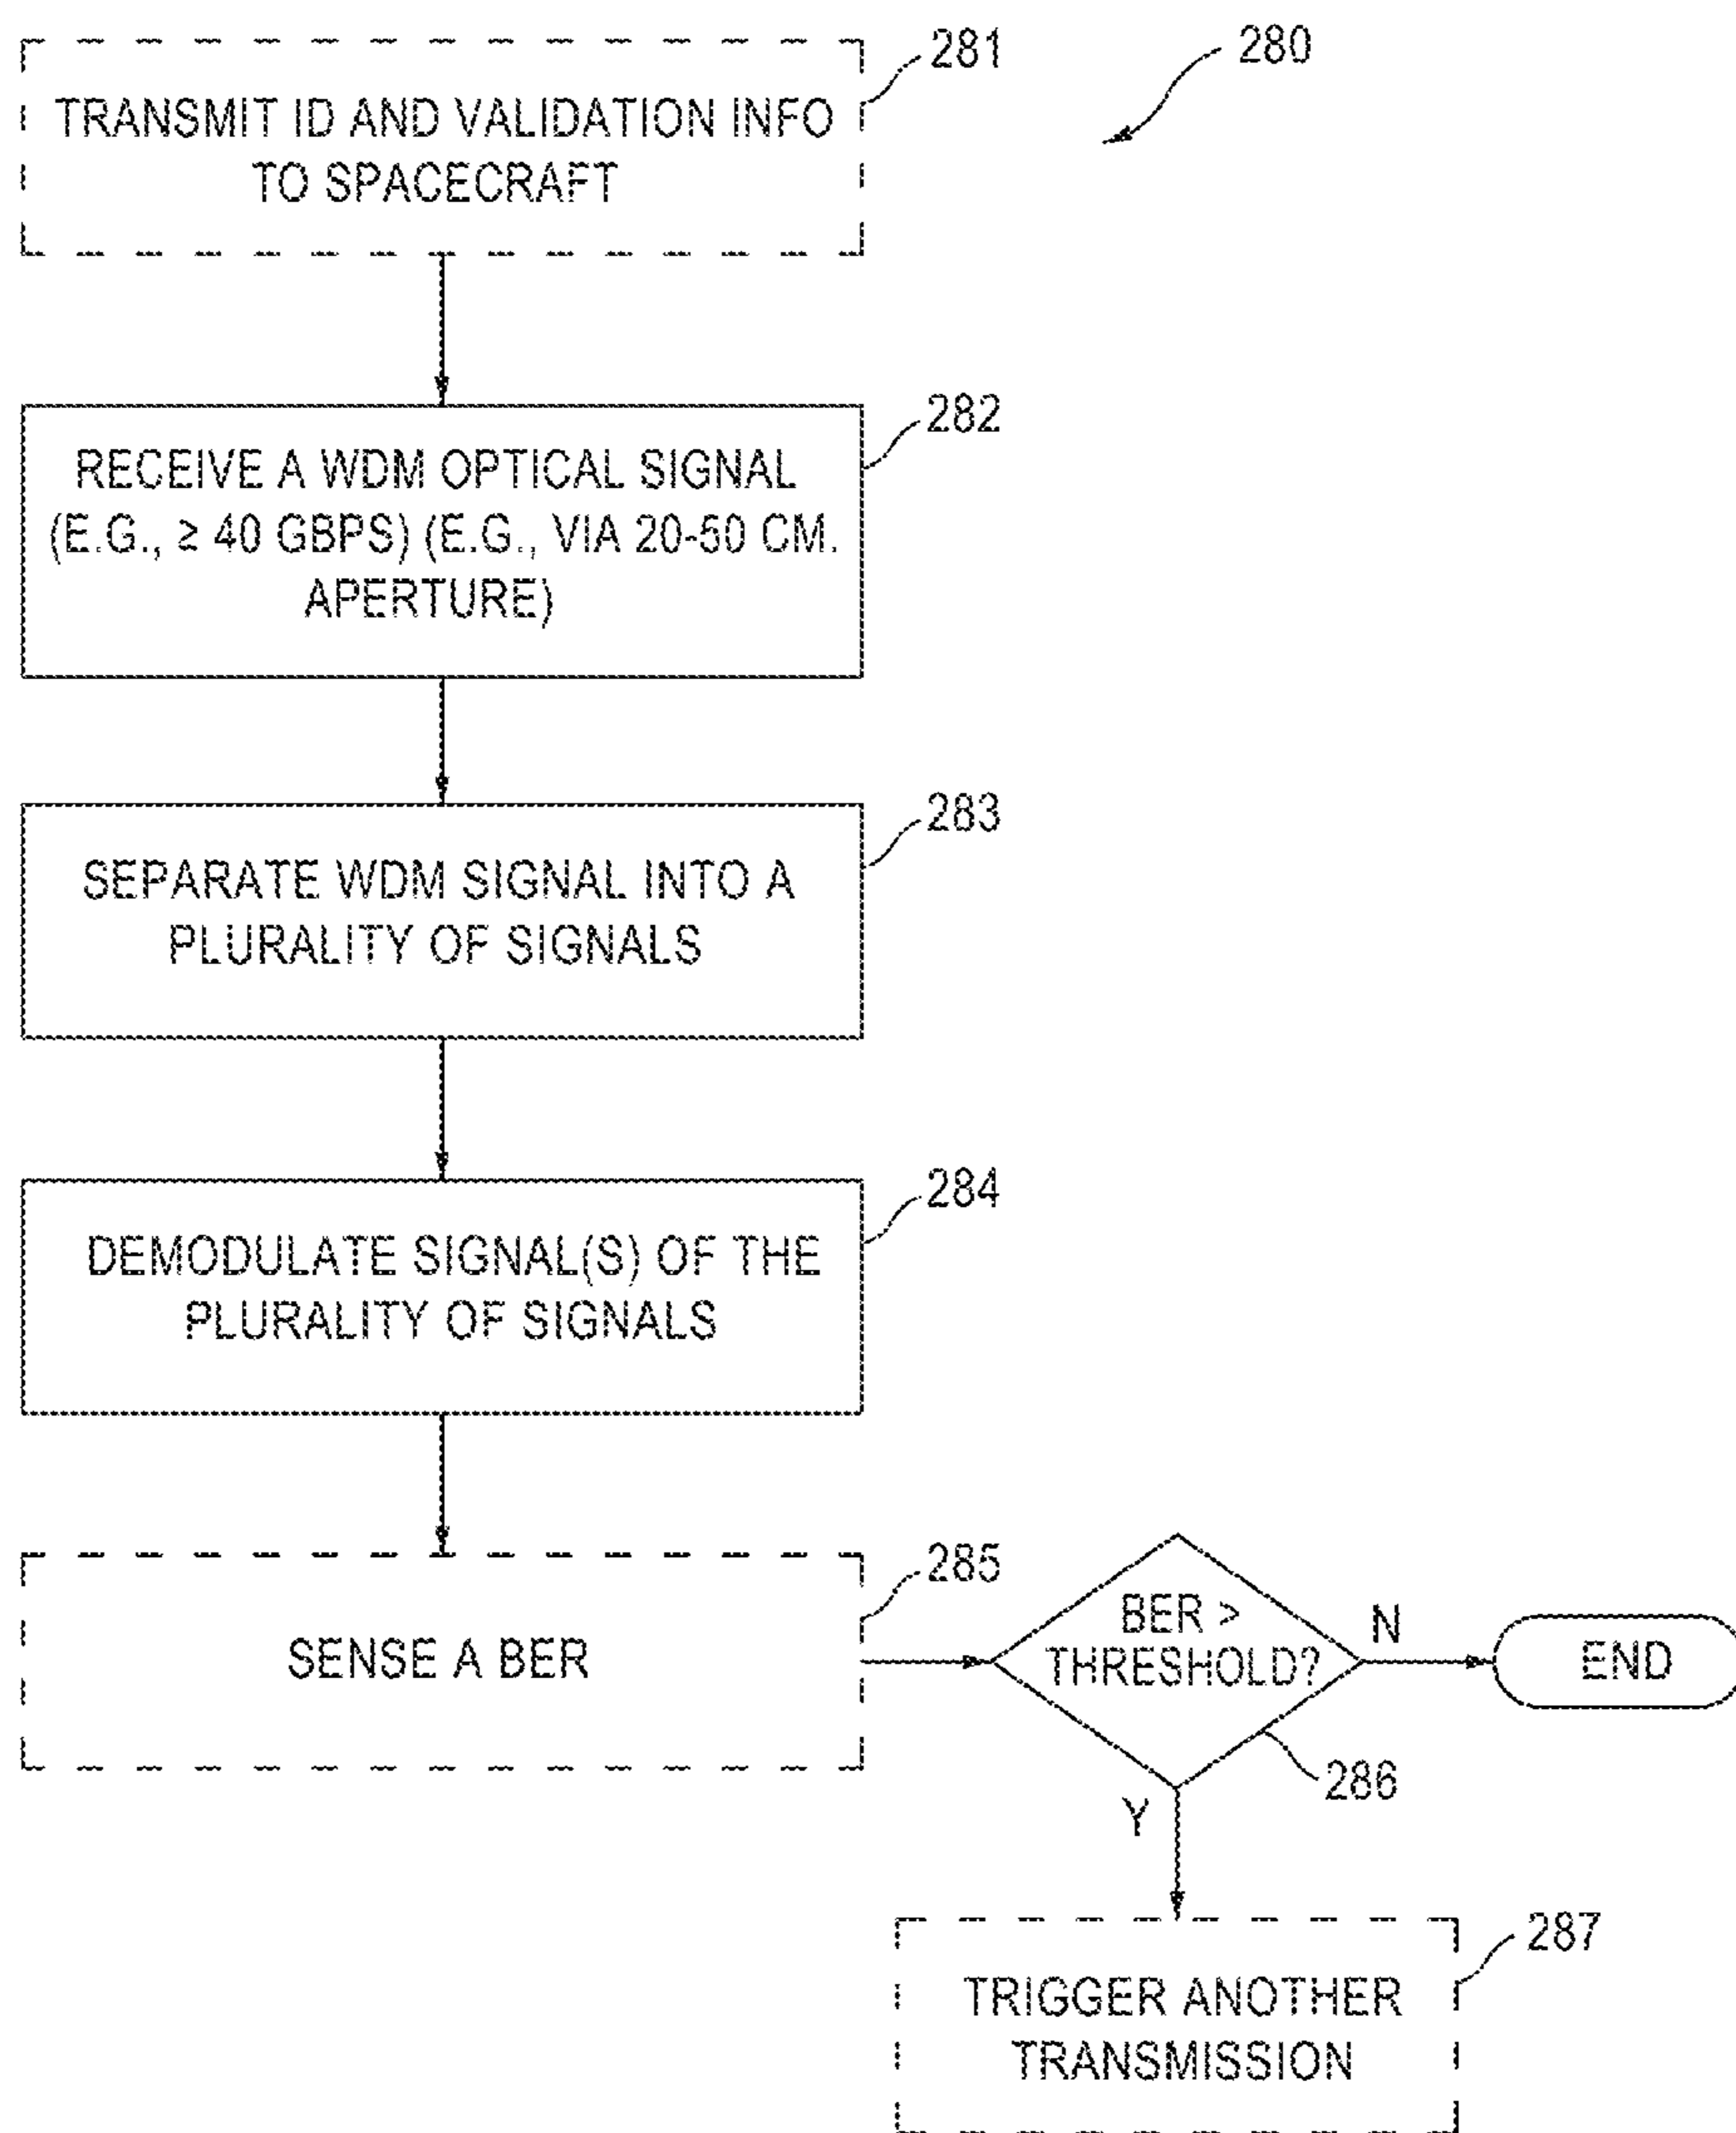 280
281
TRANSMIT ID AND VALIDATION INFO
TO SPACECRAFT
282
RECEIVE A WDM OPTICAL SIGNAL
(E.G., ≥ 40 GBPS) (E.G., VIA 20-50 CM.
APERTURE)
283
SEPARATE WDM SIGNAL INTO A
PLURALITY OF SIGNALS
284
DEMODULATE SIGNAL(S) OF THE
PLURALITY OF SIGNALS
285
SENSE A BER
BER >
THRESHOLD?
N
END
286
Y
287
TRIGGER ANOTHER
TRANSMISSION